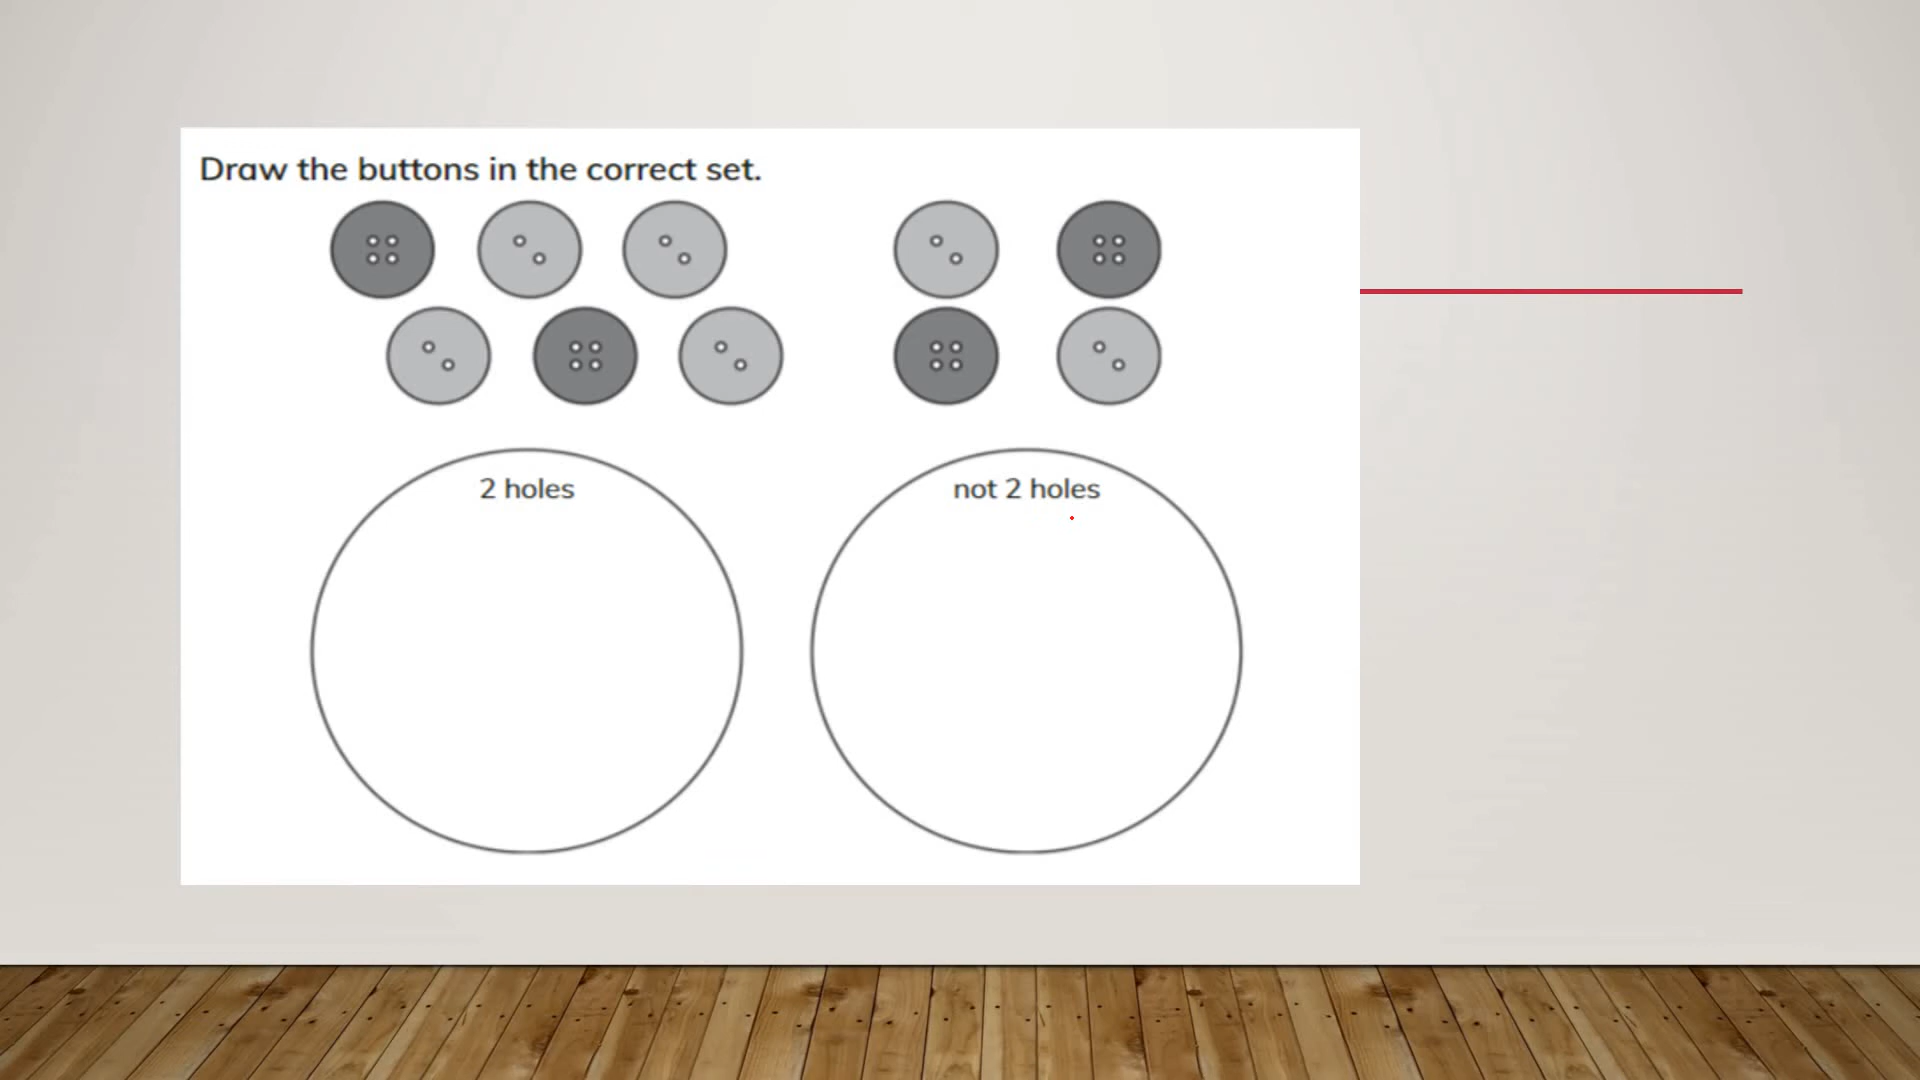 Draw the buttons in the correct set.
2 holes
not 2 holes